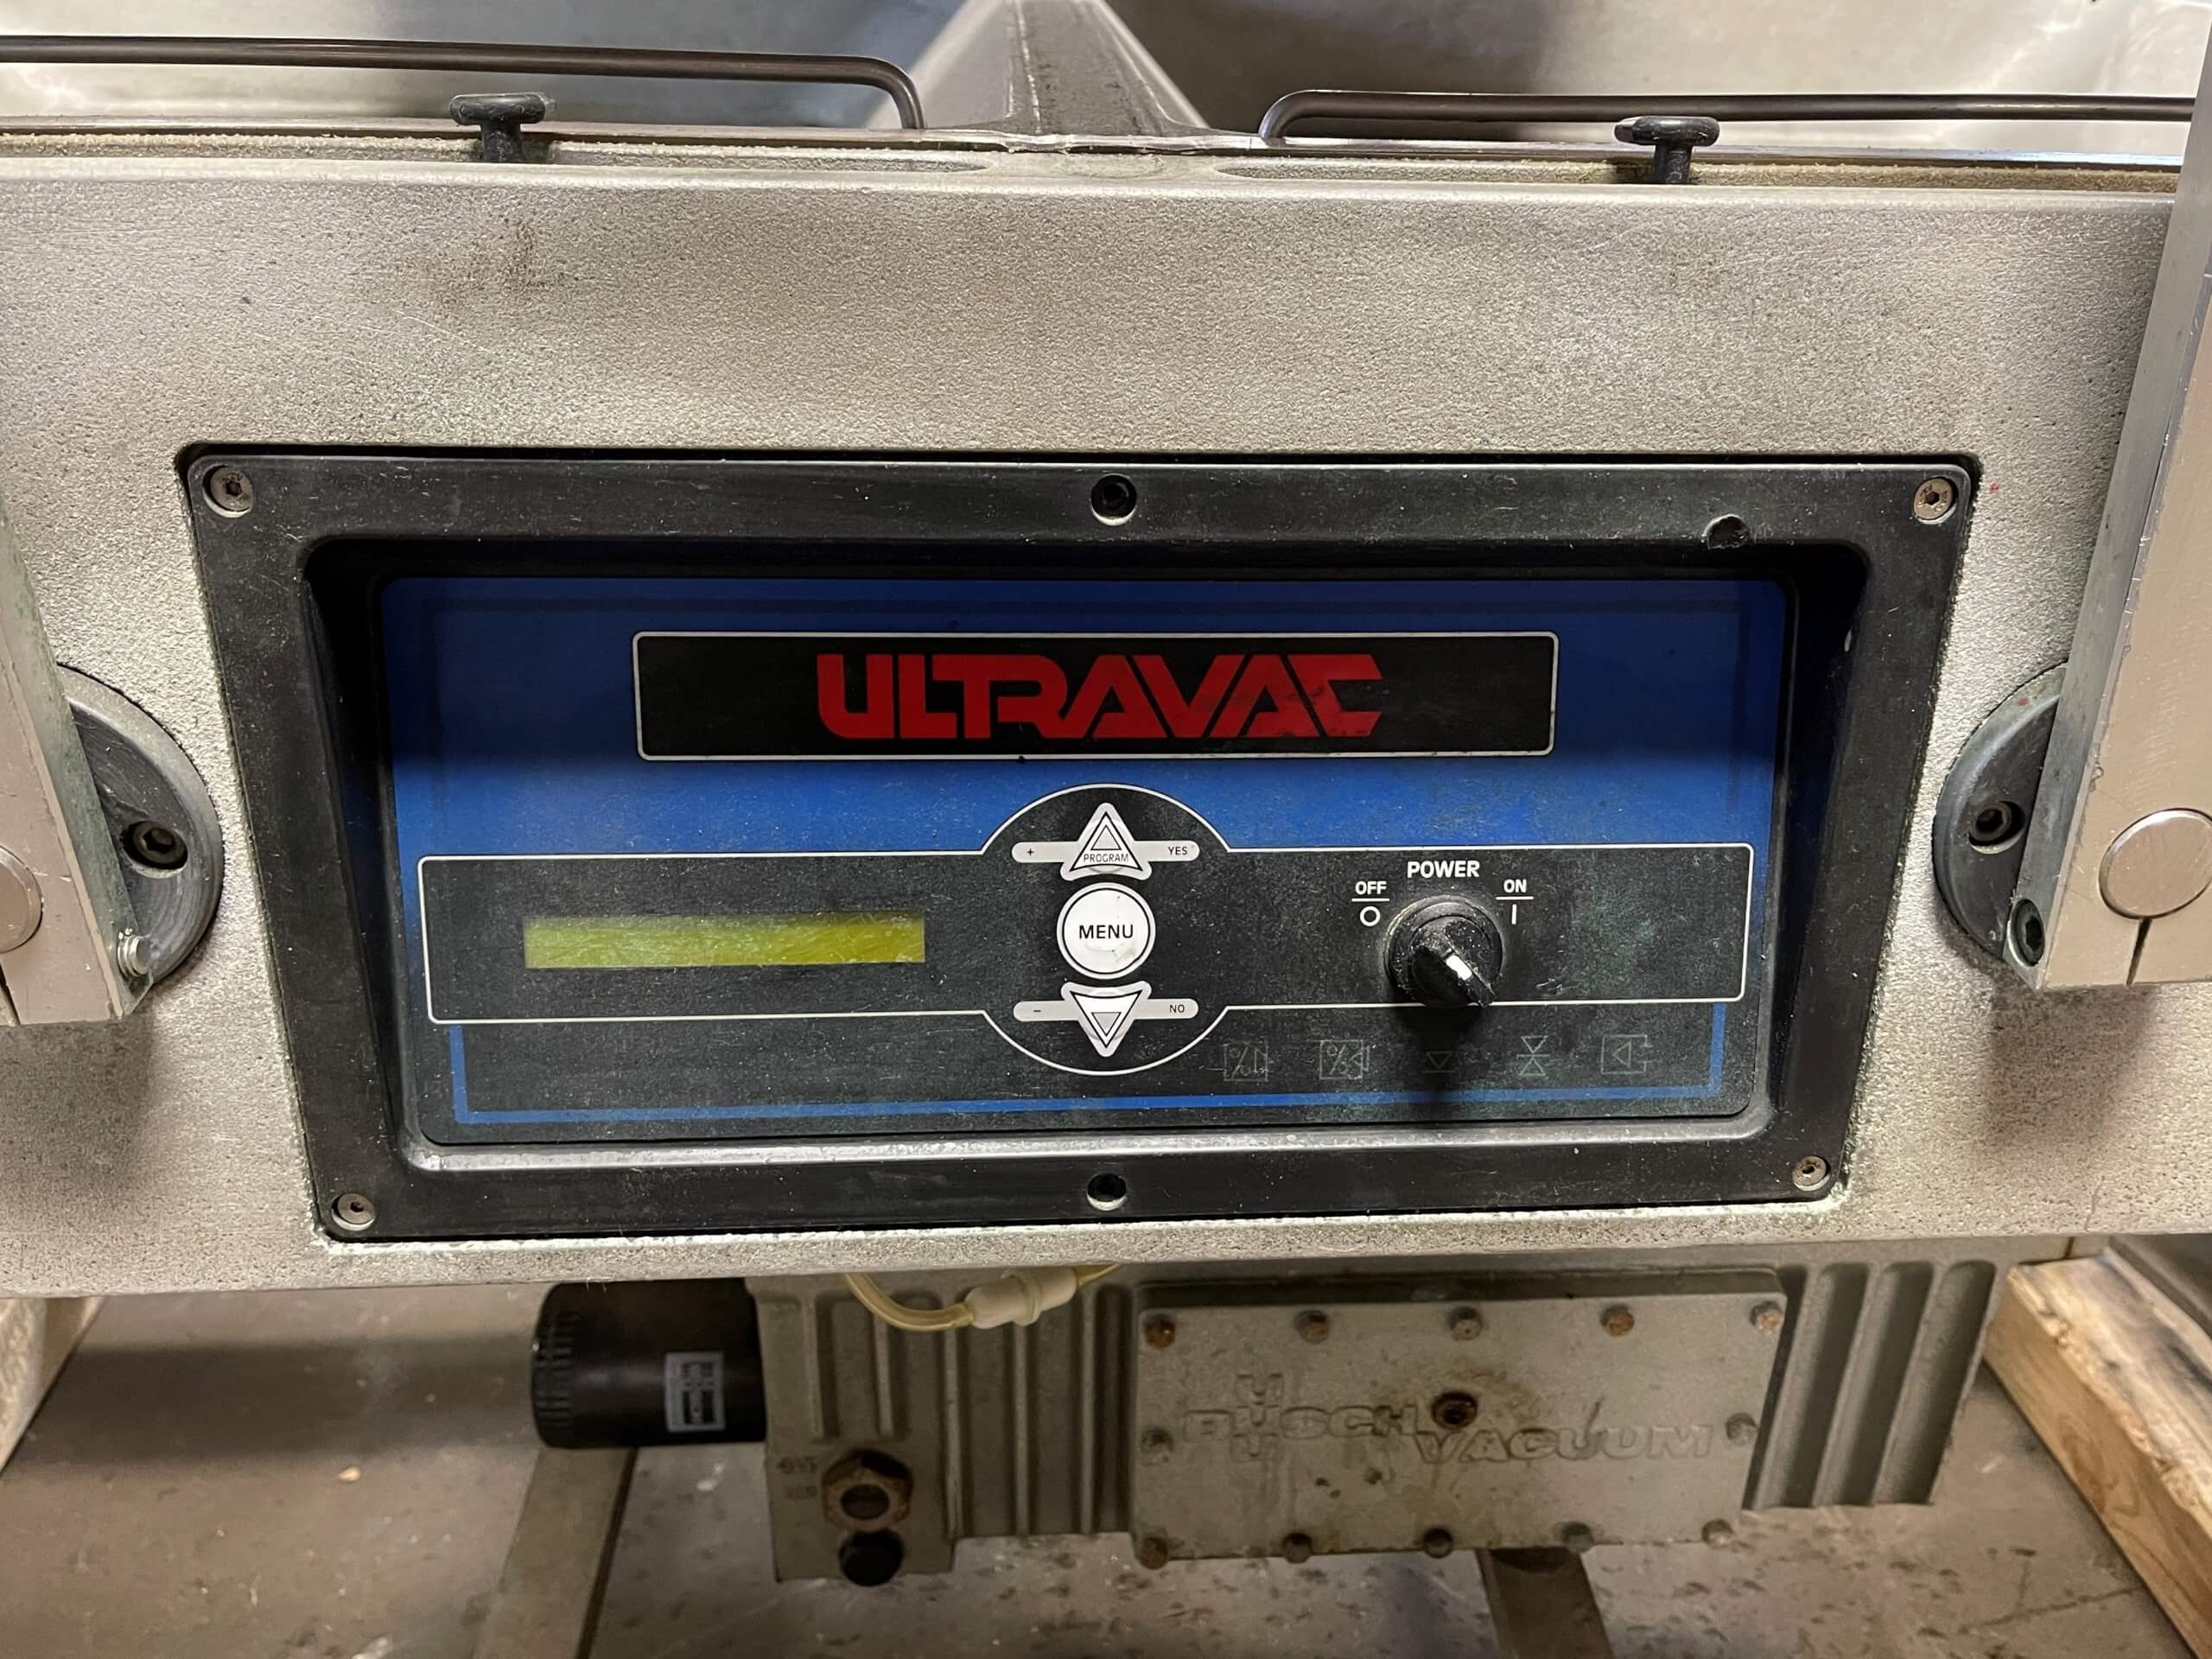 ULTRAVAC
+ PROGRAM YES
MENU
- NO
POWER
OFF ON
O I
BUSCH
VACUUM